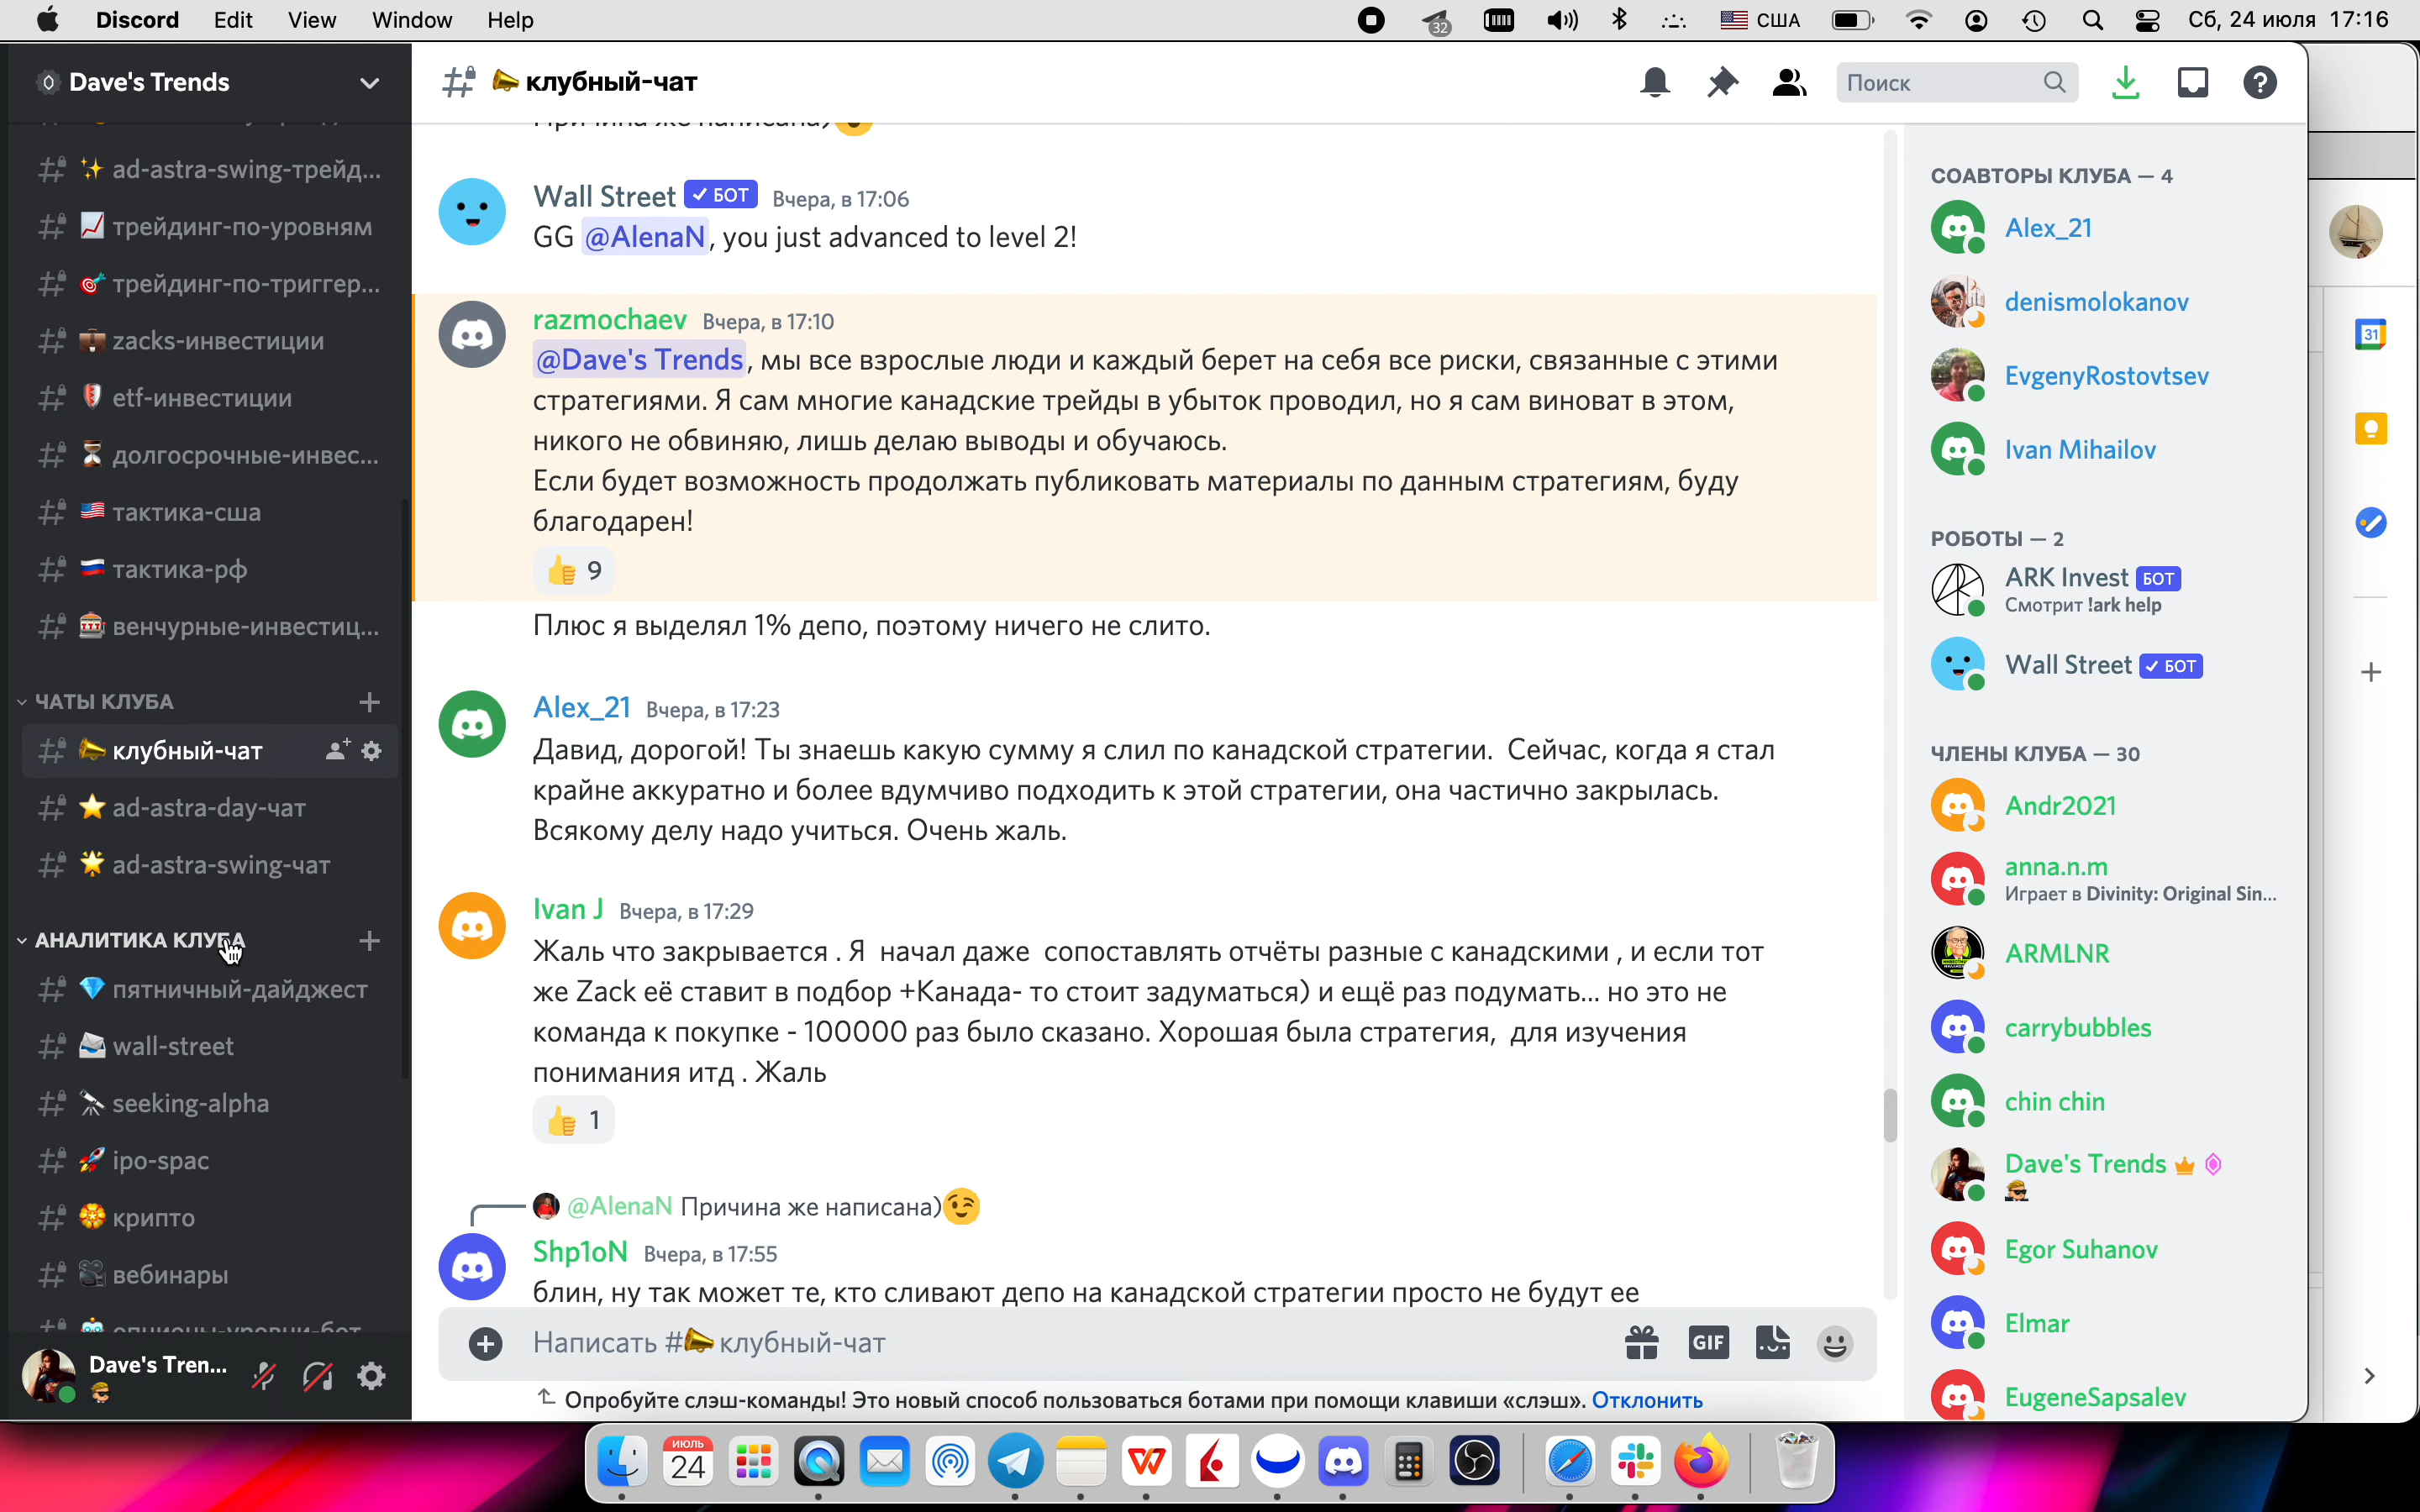 Discord Edit View Window Help
32 США Сб, 24 июля 17:16
Dave's Trends
ad-astra-swing-трейд...
трейдинг-по-уровням
трейдинг-по-триггер...
zacks-инвестиции
etf-инвестиции
долгосрочные-инвес...
тактика-сша
тактика-рф
венчурные-инвестиц...
ЧАТЫ КЛУБА
клубный-чат
ad-astra-day-чат
ad-astra-swing-чат
АНАЛИТИКА КЛУБА
пятничный-дайджест
wall-street
seeking-alpha
ipo-spac
крипто
вебинары
Dave's Tren...
клубный-чат
Поиск
Причина же написана)
Wall Street БОТ Вчера, в 17:06
GG @AlenaN, you just advanced to level 2!
razmochaev Вчера, в 17:10
@Dave's Trends, мы все взрослые люди и каждый берет на себя все риски, связанные с этими
стратегиями. Я сам многие канадские трейды в убыток проводил, но я сам виноват в этом,
никого не обвиняю, лишь делаю выводы и обучаюсь.
Если будет возможность продолжать публиковать материалы по данным стратегиям, буду
благодарен!
9
Плюс я выделял 1% депо, поэтому ничего не слито.
Alex_21 Вчера, в 17:23
Давид, дорогой! Ты знаешь какую сумму я слил по канадской стратегии. Сейчас, когда я стал
крайне аккуратно и более вдумчиво подходить к этой стратегии, она частично закрылась.
Всякому делу надо учиться. Очень жаль.
Ivan J Вчера, в 17:29
Жаль что закрывается . Я начал даже сопоставлять отчёты разные с канадскими , и если тот
же Zack её ставит в подбор +Канада- то стоит задуматься) и ещё раз подумать... но это не
команда к покупке - 100000 раз было сказано. Хорошая была стратегия, для изучения
понимания итд . Жаль
1
@AlenaN Причина же написана)
Shp1oN Вчера, в 17:55
блин, ну так может те, кто сливают депо на канадской стратегии просто не будут ее
Написать # клубный-чат
GIF
Опробуйте слэш-команды! Это новый способ пользоваться ботами при помощи клавиши «слэш». Отклонить
СОАВТОРЫ КЛУБА — 4
Alex_21
denismolokanov
EvgenyRostovtsev
Ivan Mihailov
РОБОТЫ — 2
ARK Invest БОТ
Смотрит !ark help
Wall Street БОТ
ЧЛЕНЫ КЛУБА — 30
Andr2021
anna.n.m
Играет в Divinity: Original Sin...
ARMLNR
carrybubbles
chin chin
Dave's Trends
Egor Suhanov
Elmar
EugeneSapsalev
31
ИЮЛЬ
24